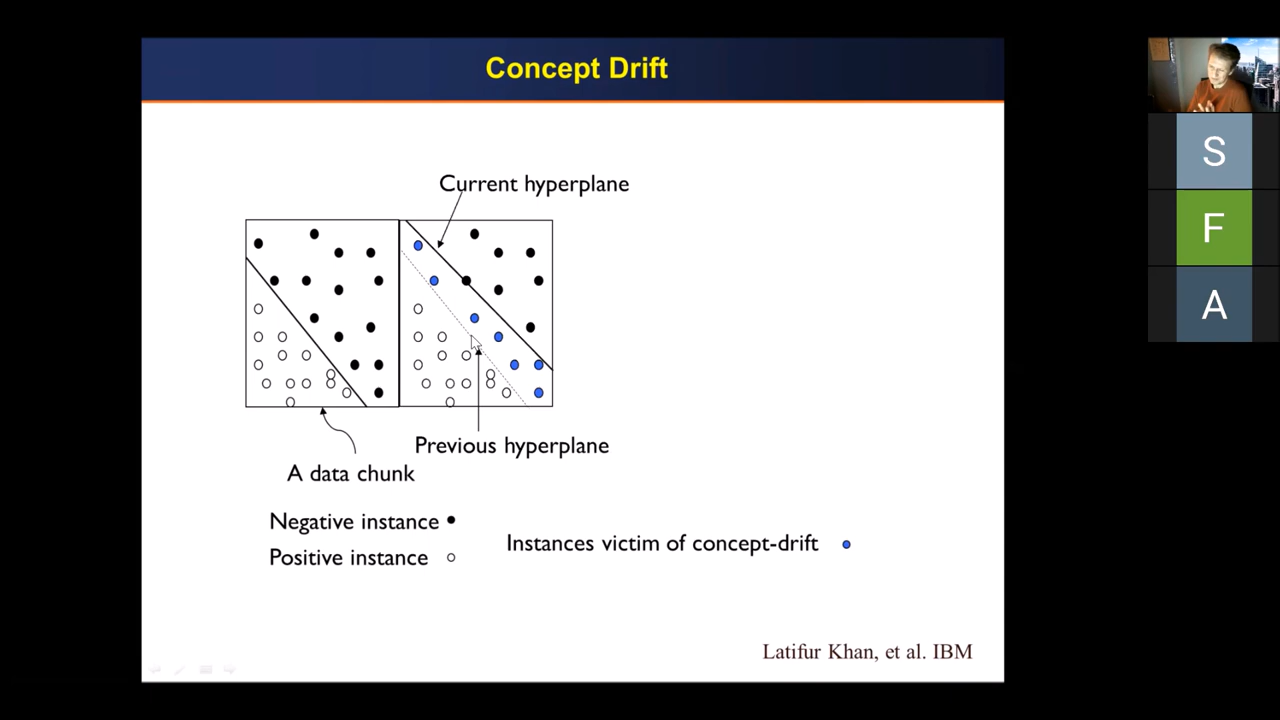 Concept Drift
Current hyperplane
Previous hyperplane
A data chunk
Negative instance
Positive instance
Instances victim of concept-drift
Latifur Khan, et al. IBM
S
F
A